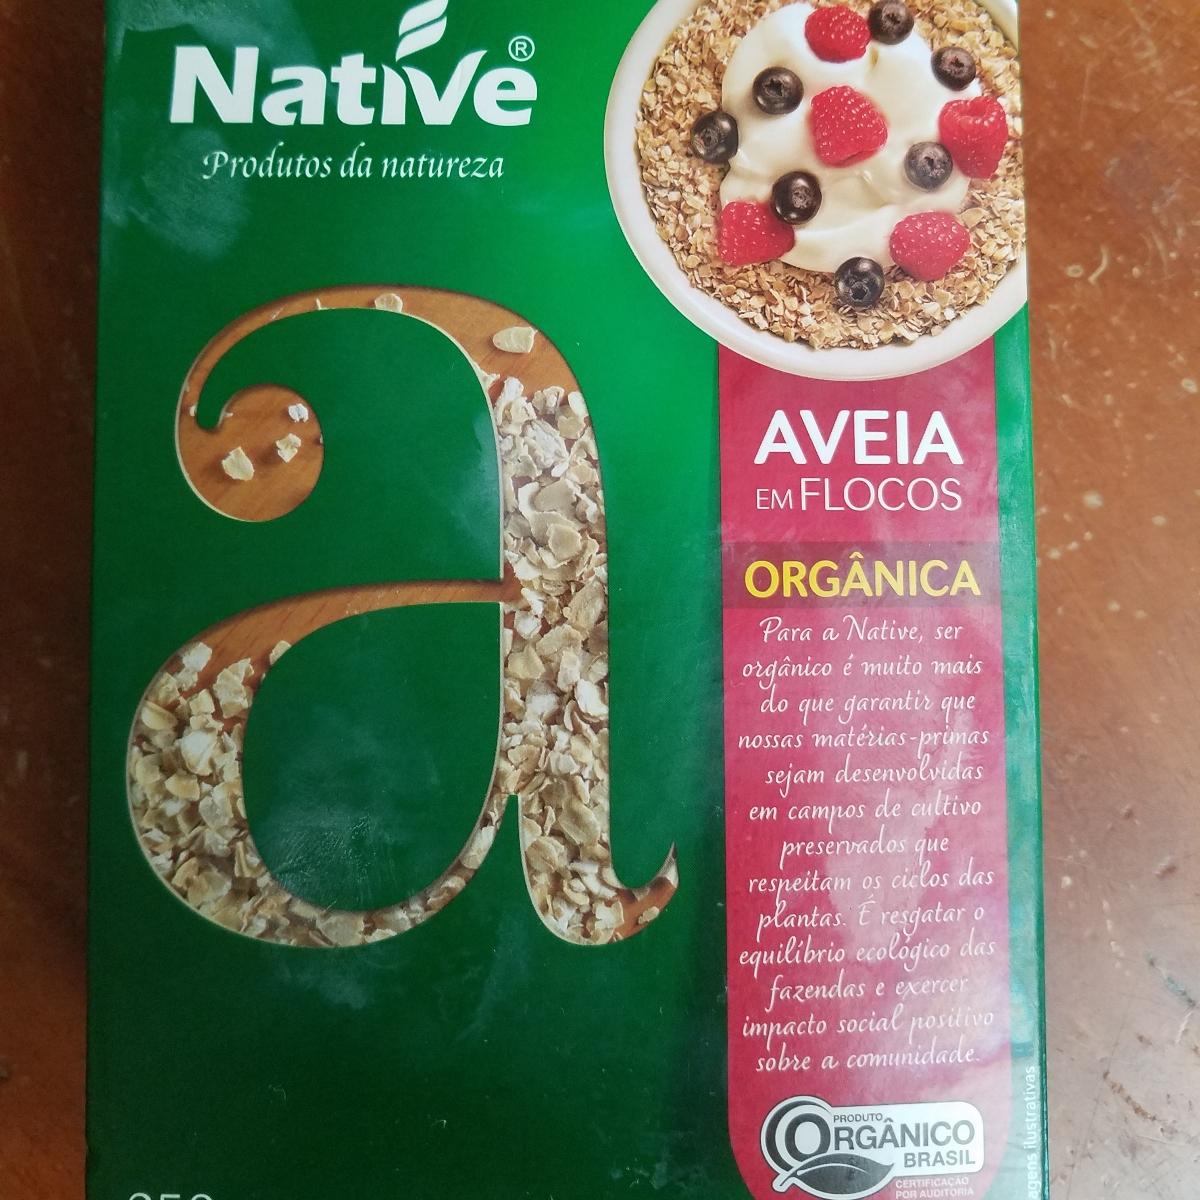 Native®
Produtos da natureza
AVEIA
EM FLOCOS
ORGÂNICA
Para a Native, ser
orgânico é muito mais
do que garantir que
nossas matérias-primas
sejam desenvolvidas
em campos de cultivo
preservados que
respeitam os ciclos das
plantas. É resgatar o
equilíbrio ecológico das
fazendas e exercer
impacto social positivo
sobre a comunidade.
PRODUTO
ORGÂNICO
BRASIL
CERTIFICAÇÃO
POR AUDITORIA
ilustrativas